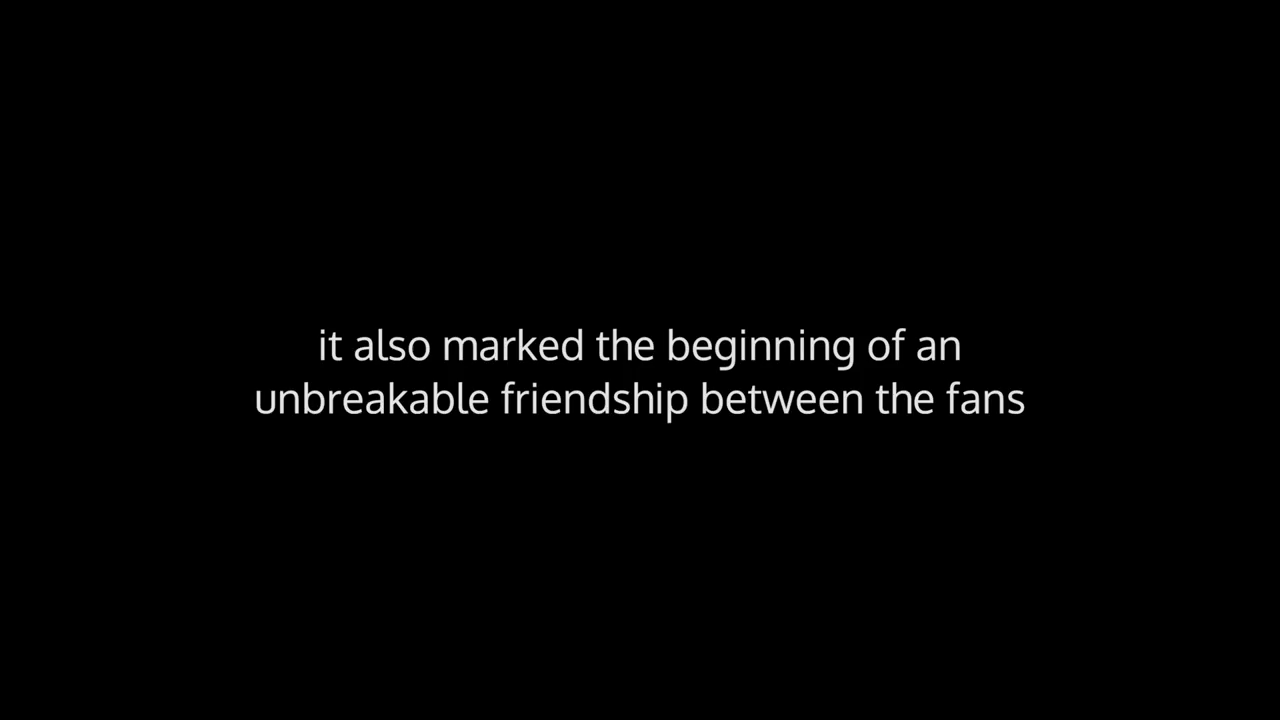 it also marked the beginning of an
unbreakable friendship between the fans